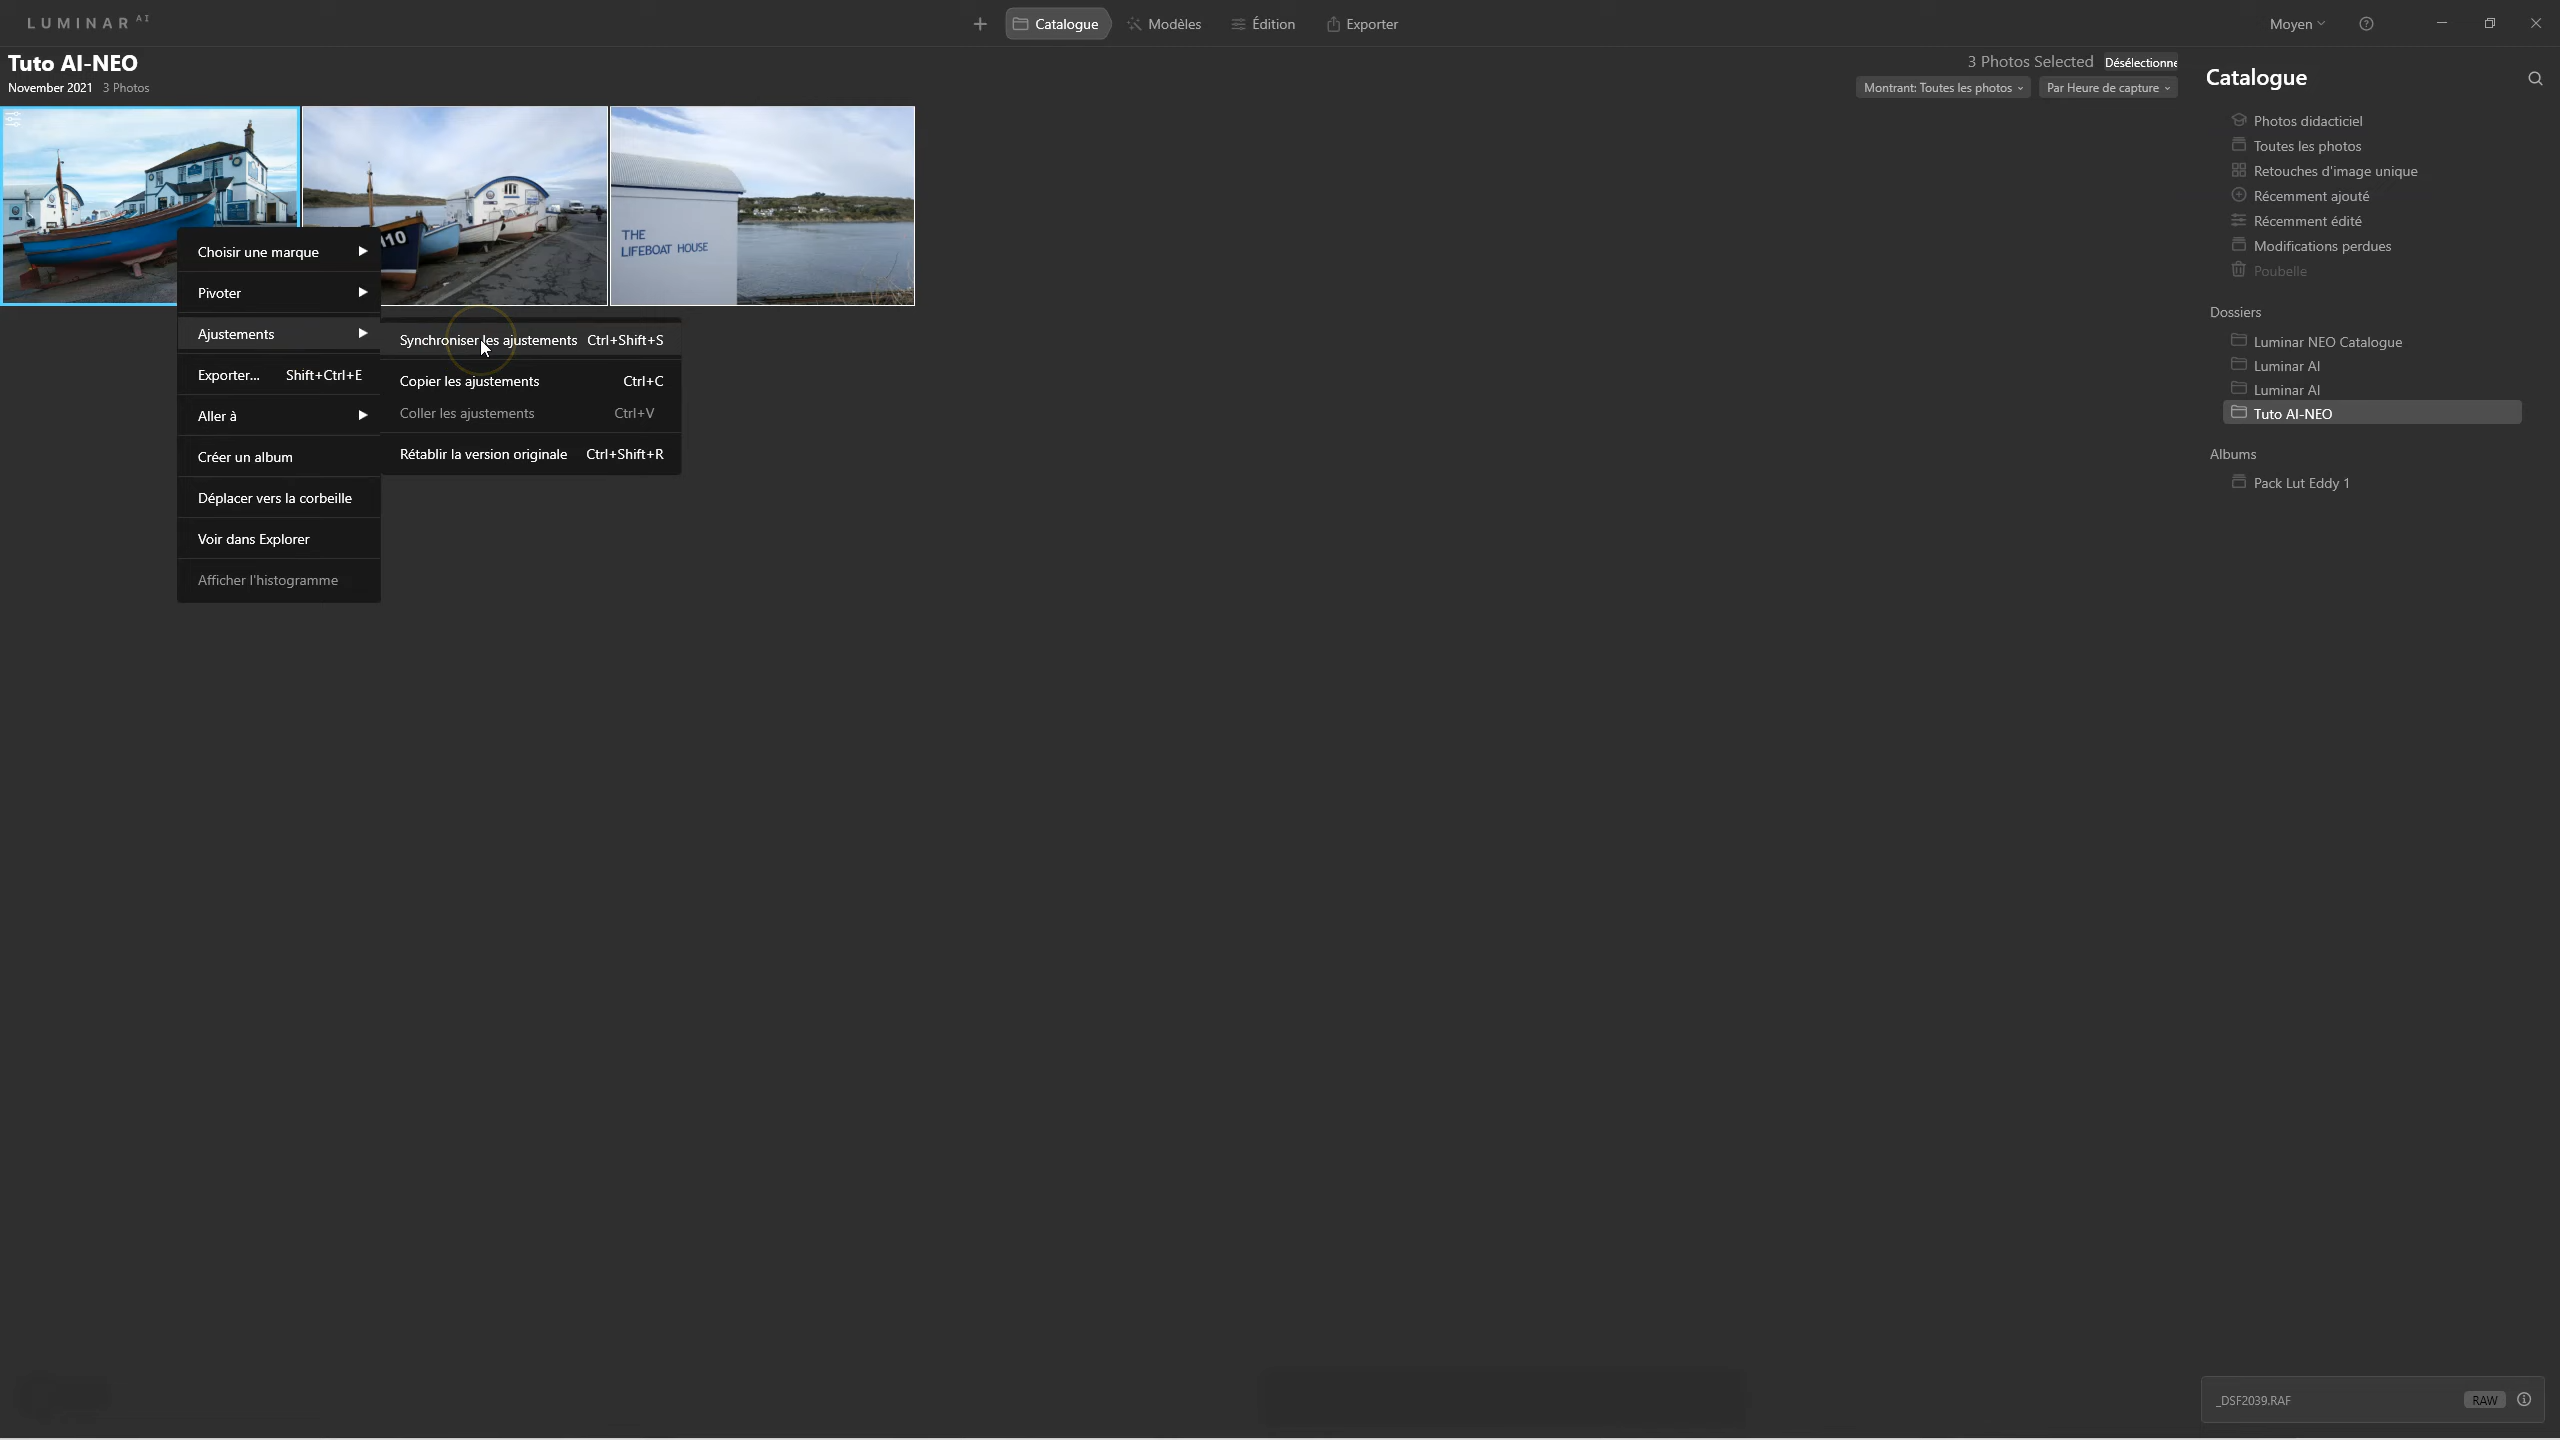 LUMINAR AI
Catalogue
Modèles
Édition
Exporter
Moyen
Tuto AI-NEO
November 2021 3 Photos
3 Photos Selected Désélectionne
Montrant: Toutes les photos
Par Heure de capture
THE
LIFEBOAT HOUSE
10
Choisir une marque
Pivoter
Ajustements
Exporter... Shift+Ctrl+E
Aller à
Créer un album
Déplacer vers la corbeille
Voir dans Explorer
Afficher l'histogramme
Synchroniser les ajustements Ctrl+Shift+S
Copier les ajustements Ctrl+C
Coller les ajustements Ctrl+V
Rétablir la version originale Ctrl+Shift+R
Catalogue
Photos didacticiel
Toutes les photos
Retouches d'image unique
Récemment ajouté
Récemment édité
Modifications perdues
Poubelle
Dossiers
Luminar NEO Catalogue
Luminar AI
Luminar AI
Tuto AI-NEO
Albums
Pack Lut Eddy 1
_DSF2039.RAF
RAW